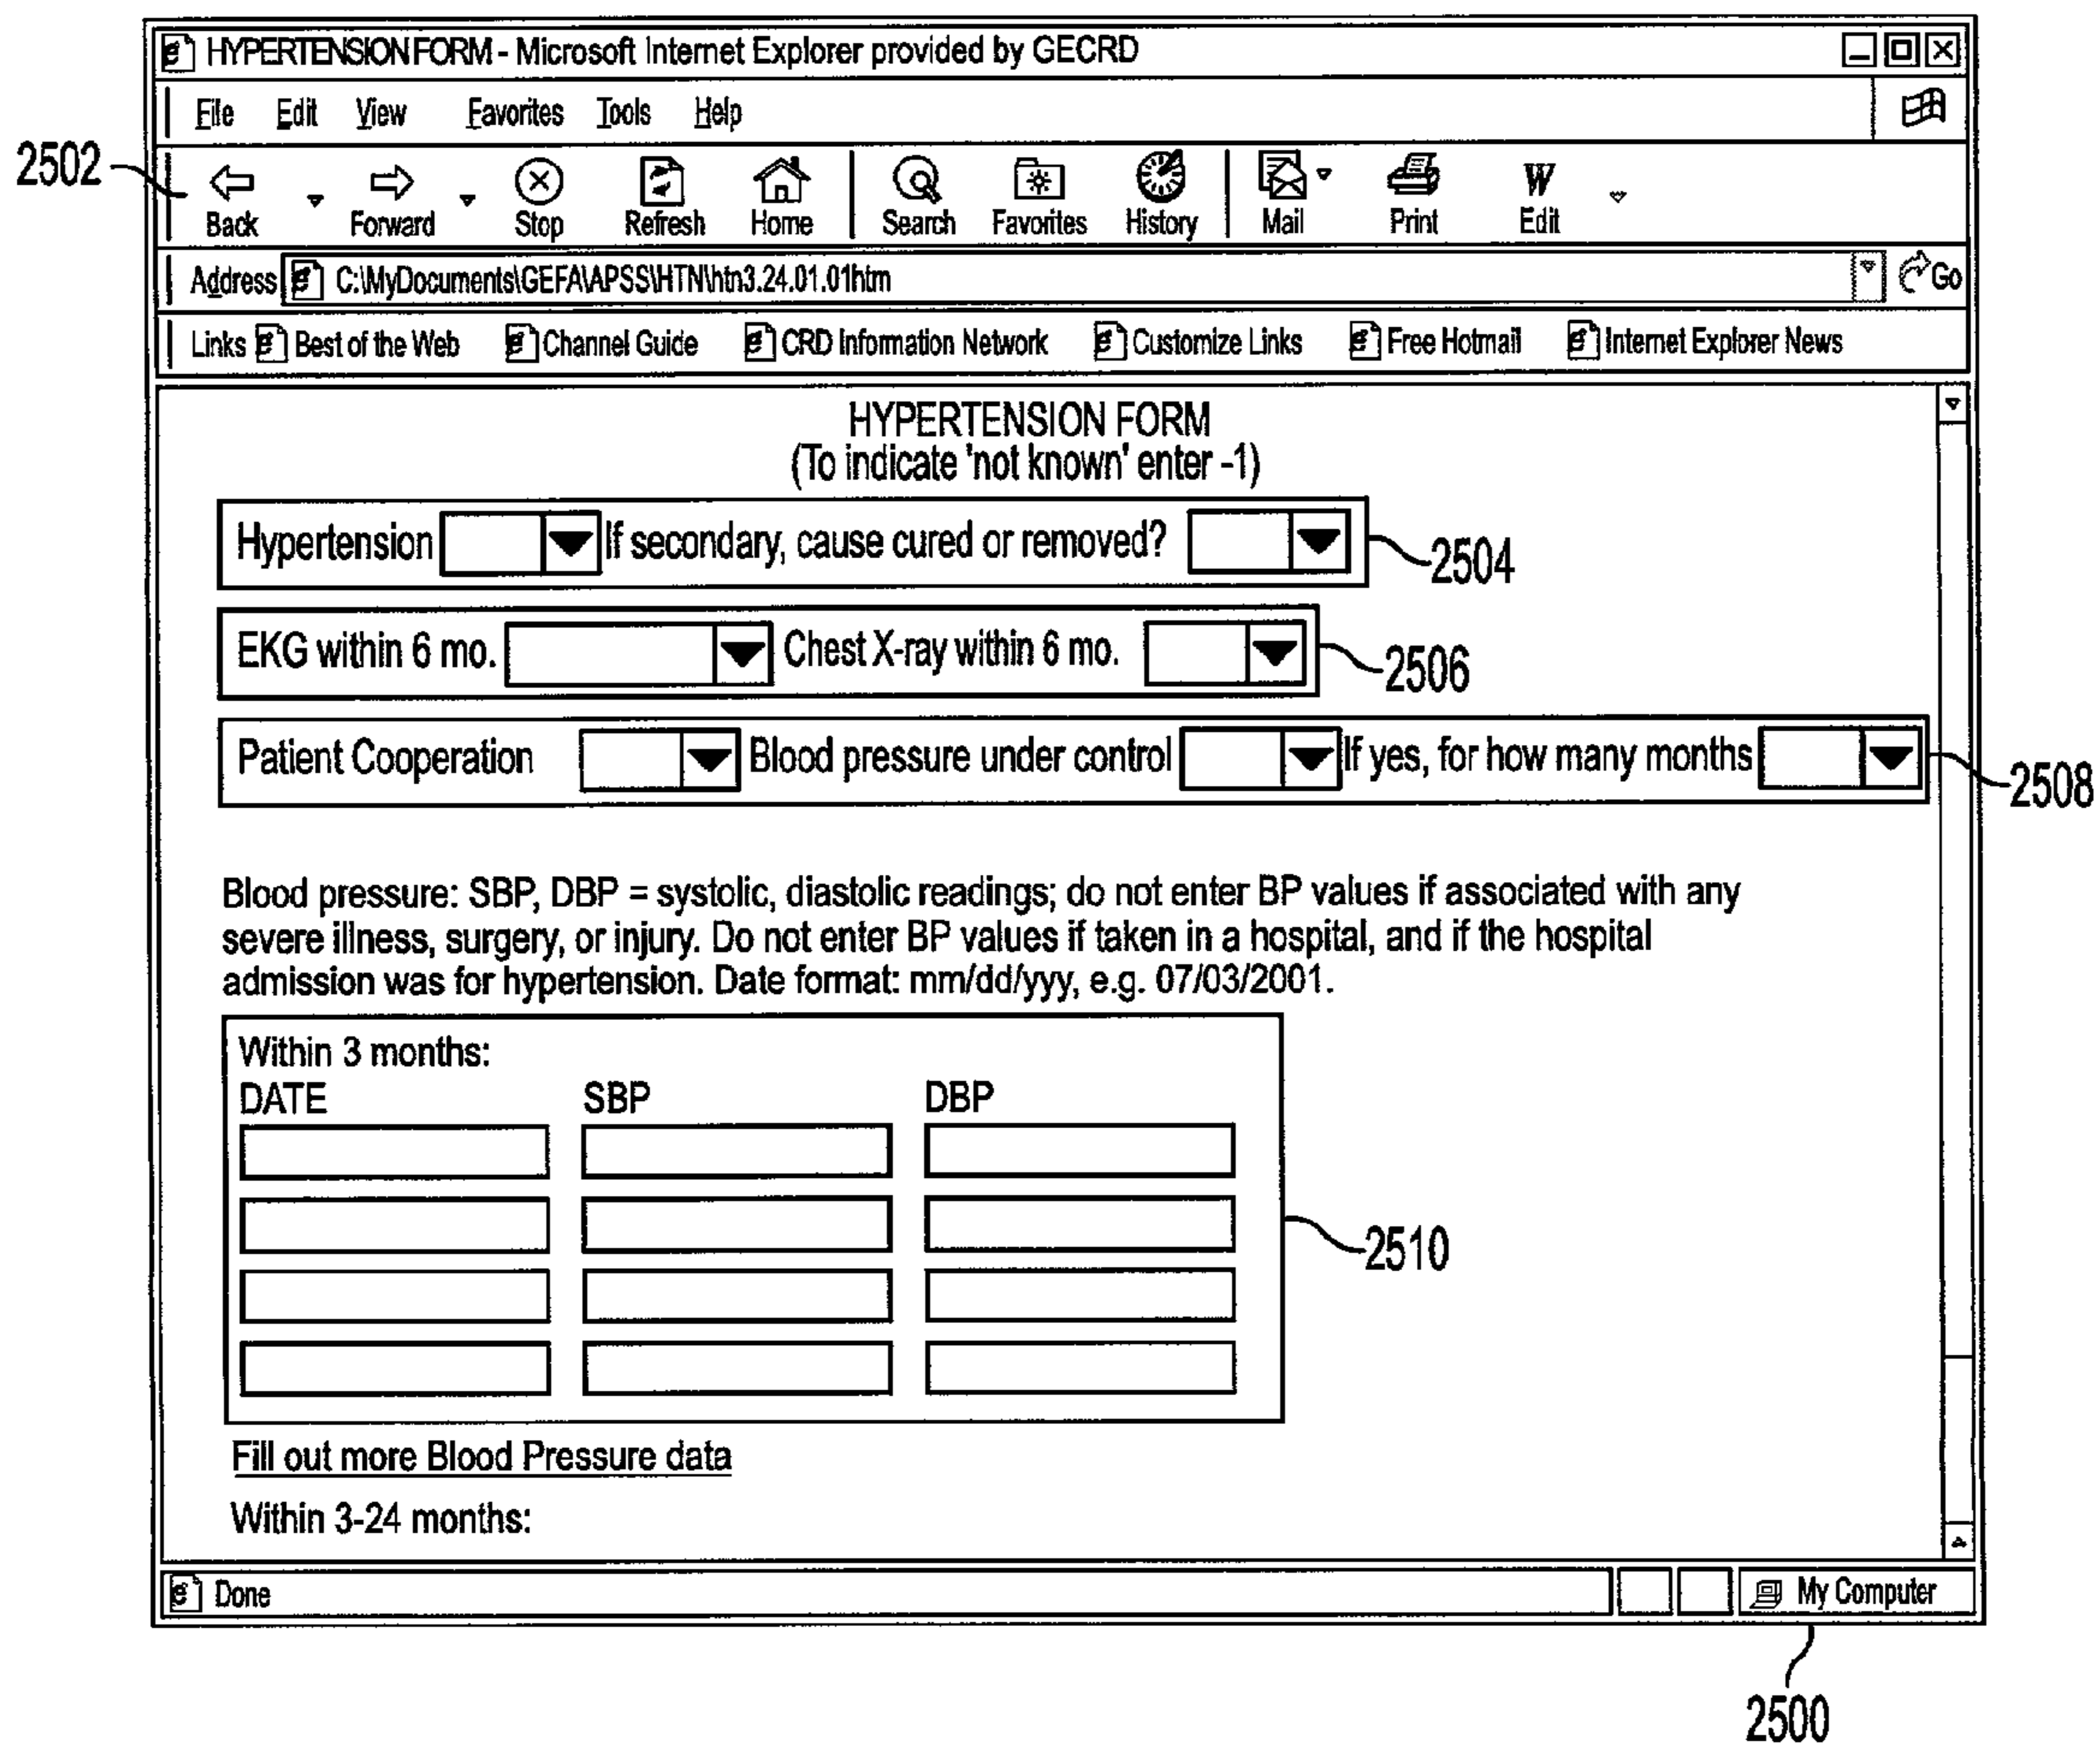 HYPERTENSION FORM - Microsoft Internet Explorer provided by GECRD
File Edit View Favorites Tools Help
2502
Back Forward Stop Refresh Home Search Favorites History Mail Print Edit
W
Address C:\MyDocuments\GEFA\APSS\HTN\htn3.24.01.01htm Go
Links Best of the Web Channel Guide CRD Information Network Customize Links Free Hotmail Internet Explorer News
HYPERTENSION FORM
(To indicate 'not known' enter -1)
Hypertension If secondary, cause cured or removed? 2504
EKG within 6 mo. Chest X-ray within 6 mo. 2506
Patient Cooperation Blood pressure under control If yes, for how many months 2508
Blood pressure: SBP, DBP = systolic, diastolic readings; do not enter BP values if associated with any
severe illness, surgery, or injury. Do not enter BP values if taken in a hospital, and if the hospital
admission was for hypertension. Date format: mm/dd/yyy, e.g. 07/03/2001.
Within 3 months:
DATE SBP DBP
2510
Fill out more Blood Pressure data
Within 3-24 months:
Done My Computer
2500